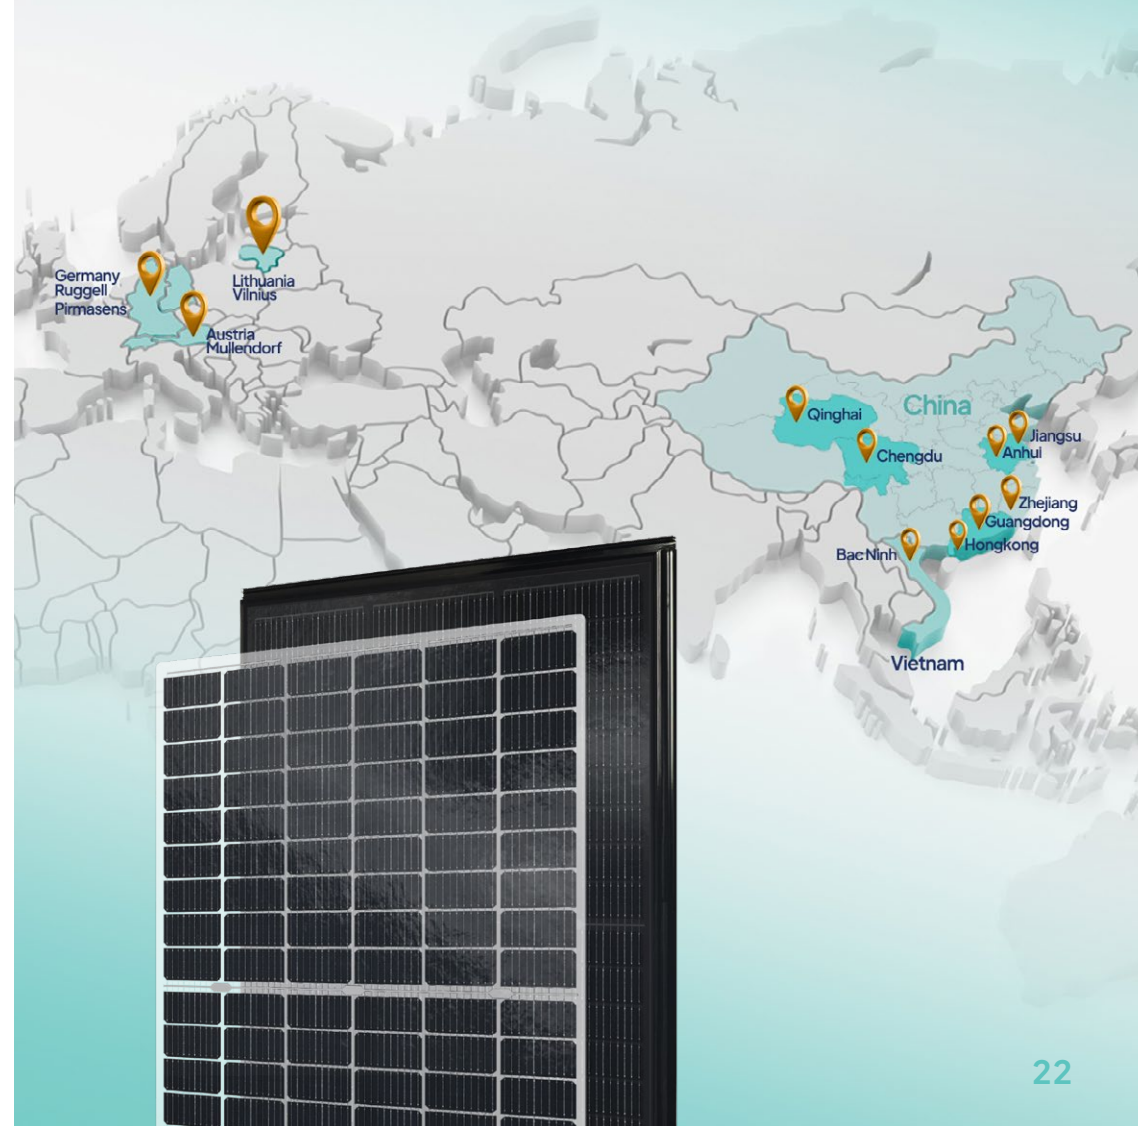 Lithuania
Vilnius
Germany
Ruggell
Pirmasens
Austria
Mullendorf
China
Qinghai
Jiangsu
Anhui
Chengdu
Zhejiang
Guangdong
Hongkong
Bac Ninh
Vietnam
22